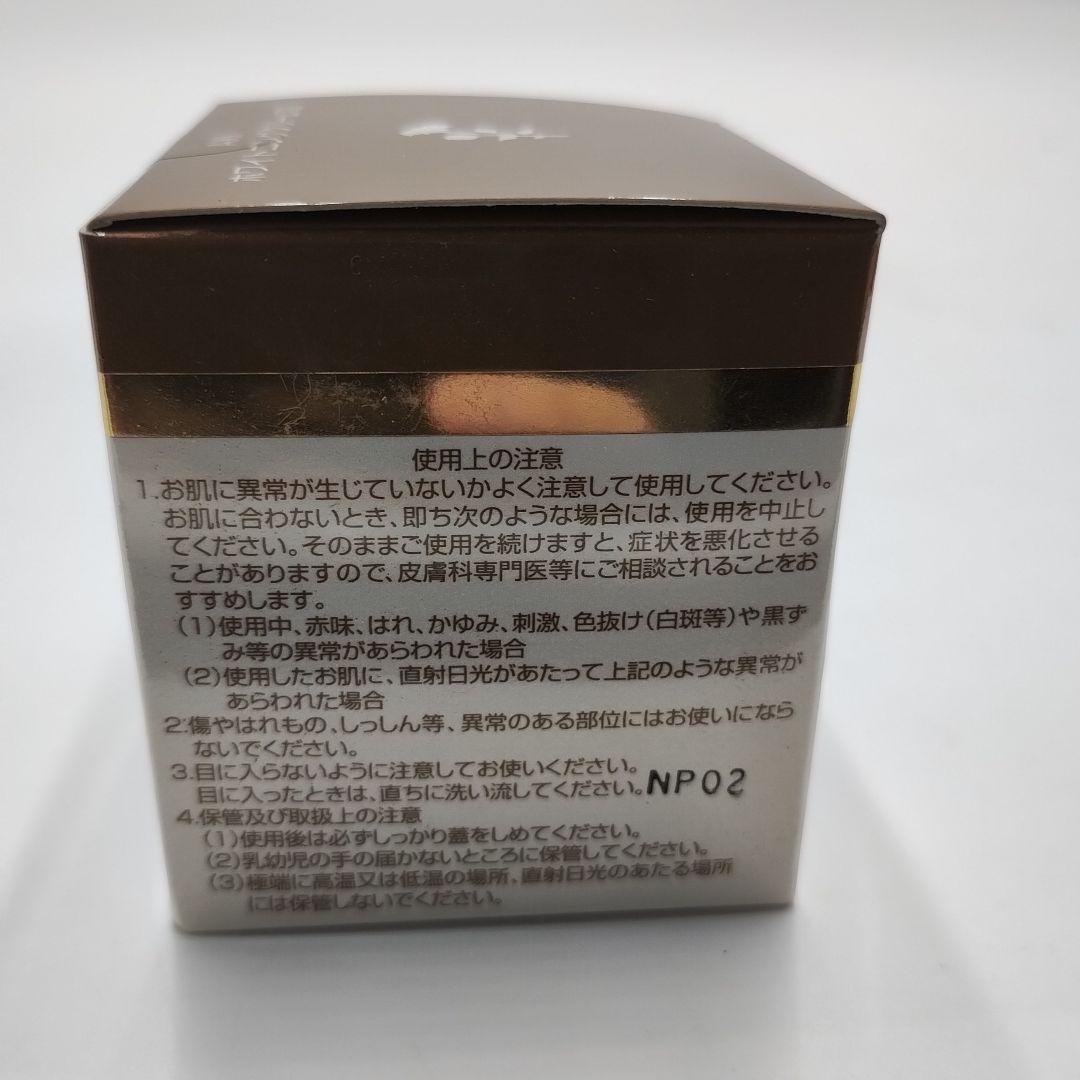 使用上の注意
1.お肌に異常が生じていないかよく注意して使用してください。
お肌に合わないとき、即ち次のような場合には、使用を中止し
てください。そのままご使用を続けますと、症状を悪化させる
ことがありますので、皮膚科専門医等にご相談されることをお
すすめします。
(1)使用中、赤味、はれ、かゆみ、刺激、色抜け(白斑等)や黒ず
み等の異常があらわれた場合
(2)使用したお肌に、直射日光があたって上記のような異常が
あらわれた場合
2.傷やはれもの、しっしん等、異常のある部位にはお使いになら
ないでください。
3.目に入らないように注意してお使いください。
目に入ったときは、直ちに洗い流してください。NP02
4.保管及び取扱上の注意
(1)使用後は必ずしっかり蓋をしめてください。
(2)乳幼児の手の届かないところに保管してください。
(3)極端に高温又は低温の場所、直射日光のあたる場所
には保管しないでください。